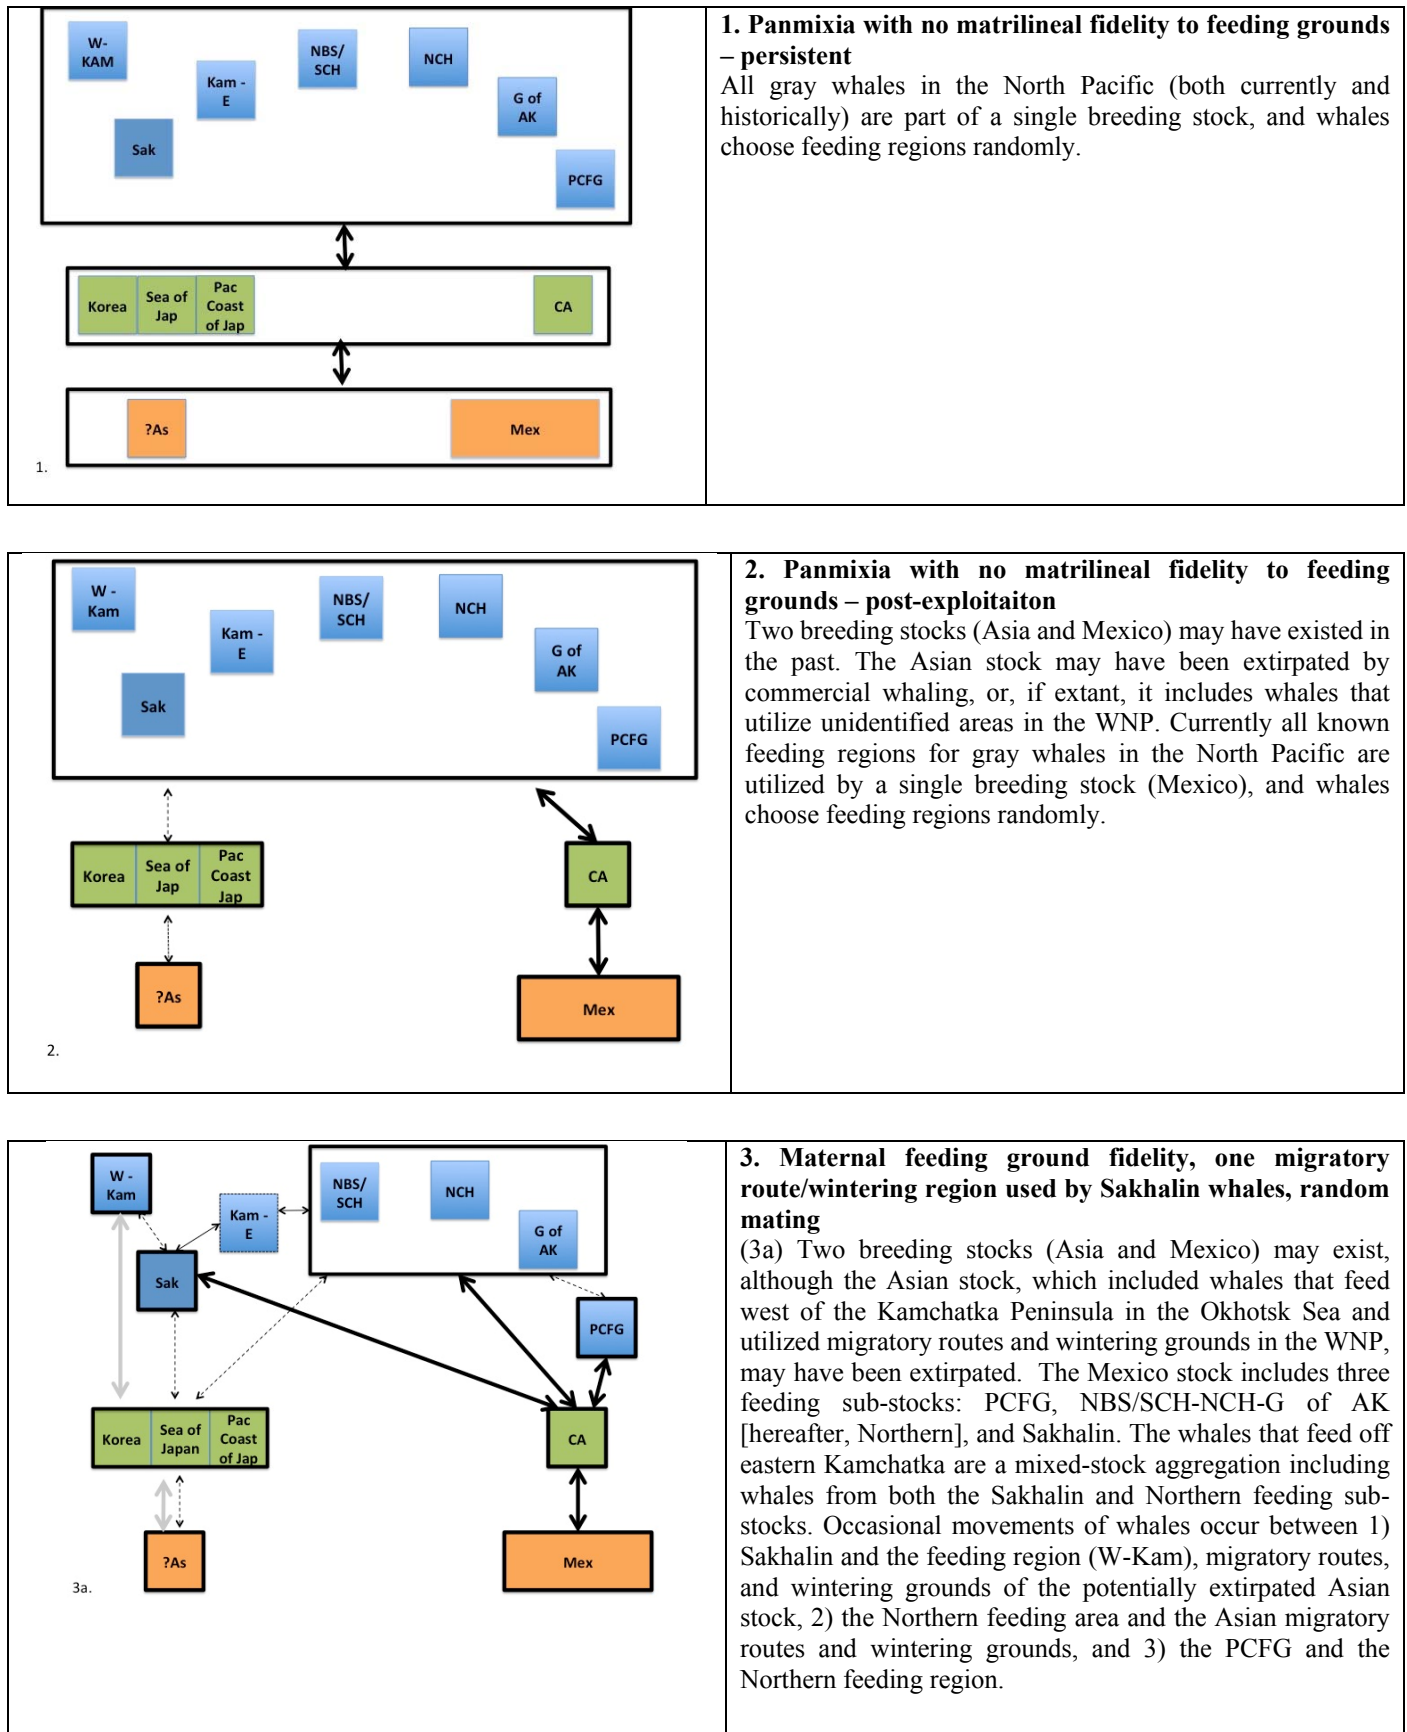 W-
KAM
Kam -
E
NBS/
SCH
NCH
G of
AK
Sak
PCFG
Korea
Sea of
Jap
Pac
Coast
of Jap
CA
?As
Mex
1.
1. Panmixia with no matrilineal fidelity to feeding grounds
– persistent
All gray whales in the North Pacific (both currently and
historically) are part of a single breeding stock, and whales
choose feeding regions randomly.
W -
Kam
Kam -
E
NBS/
SCH
NCH
G of
AK
Sak
PCFG
Korea
Sea of
Jap
Pac
Coast
Jap
CA
?As
Mex
2.
2. Panmixia with no matrilineal fidelity to feeding
grounds – post-exploitaiton
Two breeding stocks (Asia and Mexico) may have existed in
the past. The Asian stock may have been extirpated by
commercial whaling, or, if extant, it includes whales that
utilize unidentified areas in the WNP. Currently all known
feeding regions for gray whales in the North Pacific are
utilized by a single breeding stock (Mexico), and whales
choose feeding regions randomly.
W -
Kam
Kam -
E
NBS/
SCH
NCH
G of
AK
Sak
PCFG
Korea
Sea of
Japan
Pac
Coast
of Jap
CA
?As
Mex
3a.
3. Maternal feeding ground fidelity, one migratory
route/wintering region used by Sakhalin whales, random
mating
(3a) Two breeding stocks (Asia and Mexico) may exist,
although the Asian stock, which included whales that feed
west of the Kamchatka Peninsula in the Okhotsk Sea and
utilized migratory routes and wintering grounds in the WNP,
may have been extirpated. The Mexico stock includes three
feeding sub-stocks: PCFG, NBS/SCH-NCH-G of AK
[hereafter, Northern], and Sakhalin. The whales that feed off
eastern Kamchatka are a mixed-stock aggregation including
whales from both the Sakhalin and Northern feeding sub-
stocks. Occasional movements of whales occur between 1)
Sakhalin and the feeding region (W-Kam), migratory routes,
and wintering grounds of the potentially extirpated Asian
stock, 2) the Northern feeding area and the Asian migratory
routes and wintering grounds, and 3) the PCFG and the
Northern feeding region.